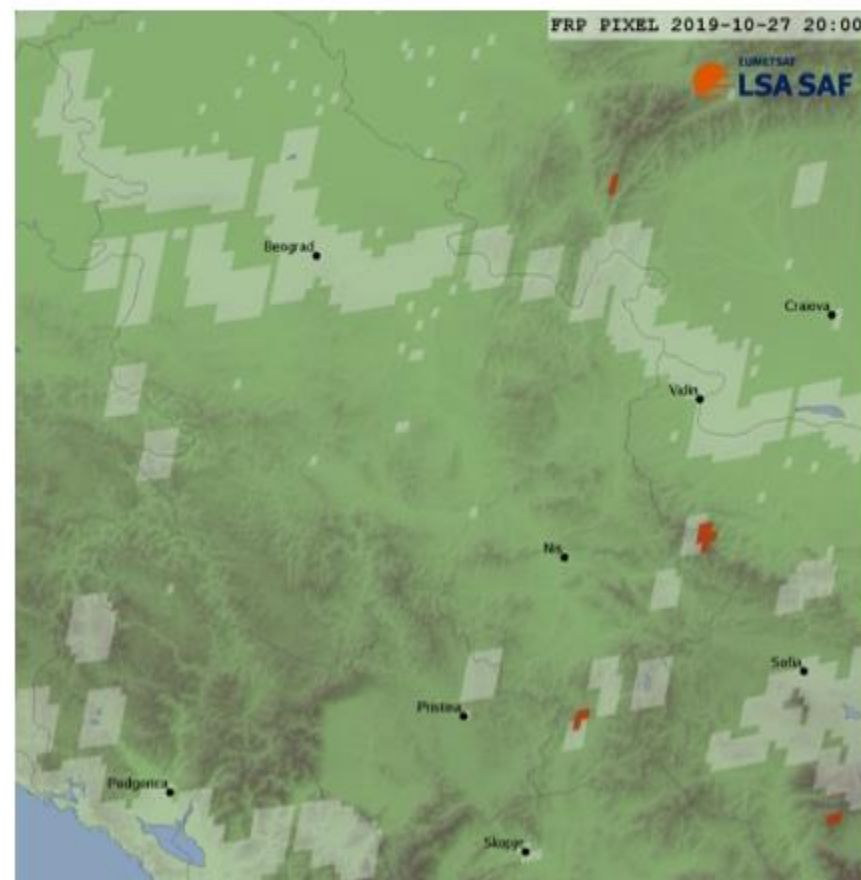 FRP PIXEL 2019-10-27 20:00
EUMETSAT
LSA SAF
Beograd
Craiova
Vidin
Nis
Sofia
Pristina
Podgorica
Skopje